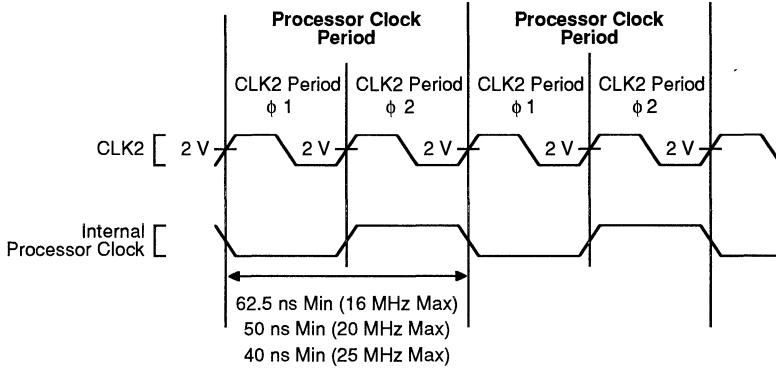 Processor Clock
Period
Processor Clock
Period
CLK2 Period
ϕ 1
CLK2 Period
ϕ 2
CLK2 Period
ϕ 1
CLK2 Period
ϕ 2
CLK2
2 V
2 V
2 V
2 V
2 V
Internal
Processor Clock
62.5 ns Min (16 MHz Max)
50 ns Min (20 MHz Max)
40 ns Min (25 MHz Max)